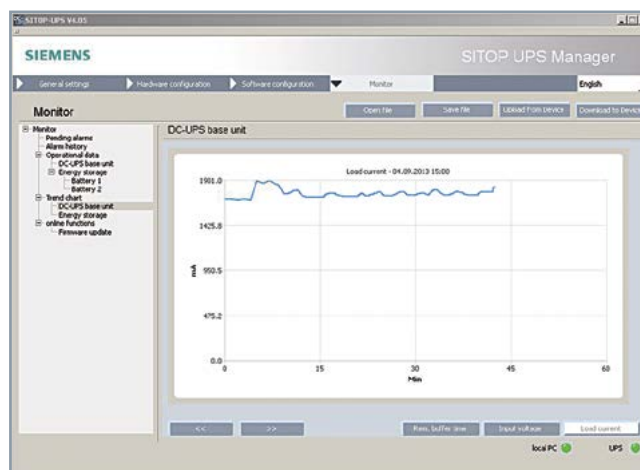 SITOP-UPS V4.05
SIEMENS
SITOP UPS Manager
General settings
Hardware configuration
Software configuration
Monitor
English
Monitor
Open file
Save file
Upload from Device
Download to Device
Monitor
Pending alarms
Alarm history
Operational data
DC-UPS base unit
Energy storage
Battery 1
Battery 2
Trend chart
DC-UPS base unit
Energy storage
online functions
Firmware update
DC-UPS base unit
Load current - 04.09.2013 15:00
1901.0
1425.8
950.5
475.2
0.0
mA
0 15 30 45 60
Min
<< >>
Rem. buffer time
Input voltage
Load current
local PC
UPS